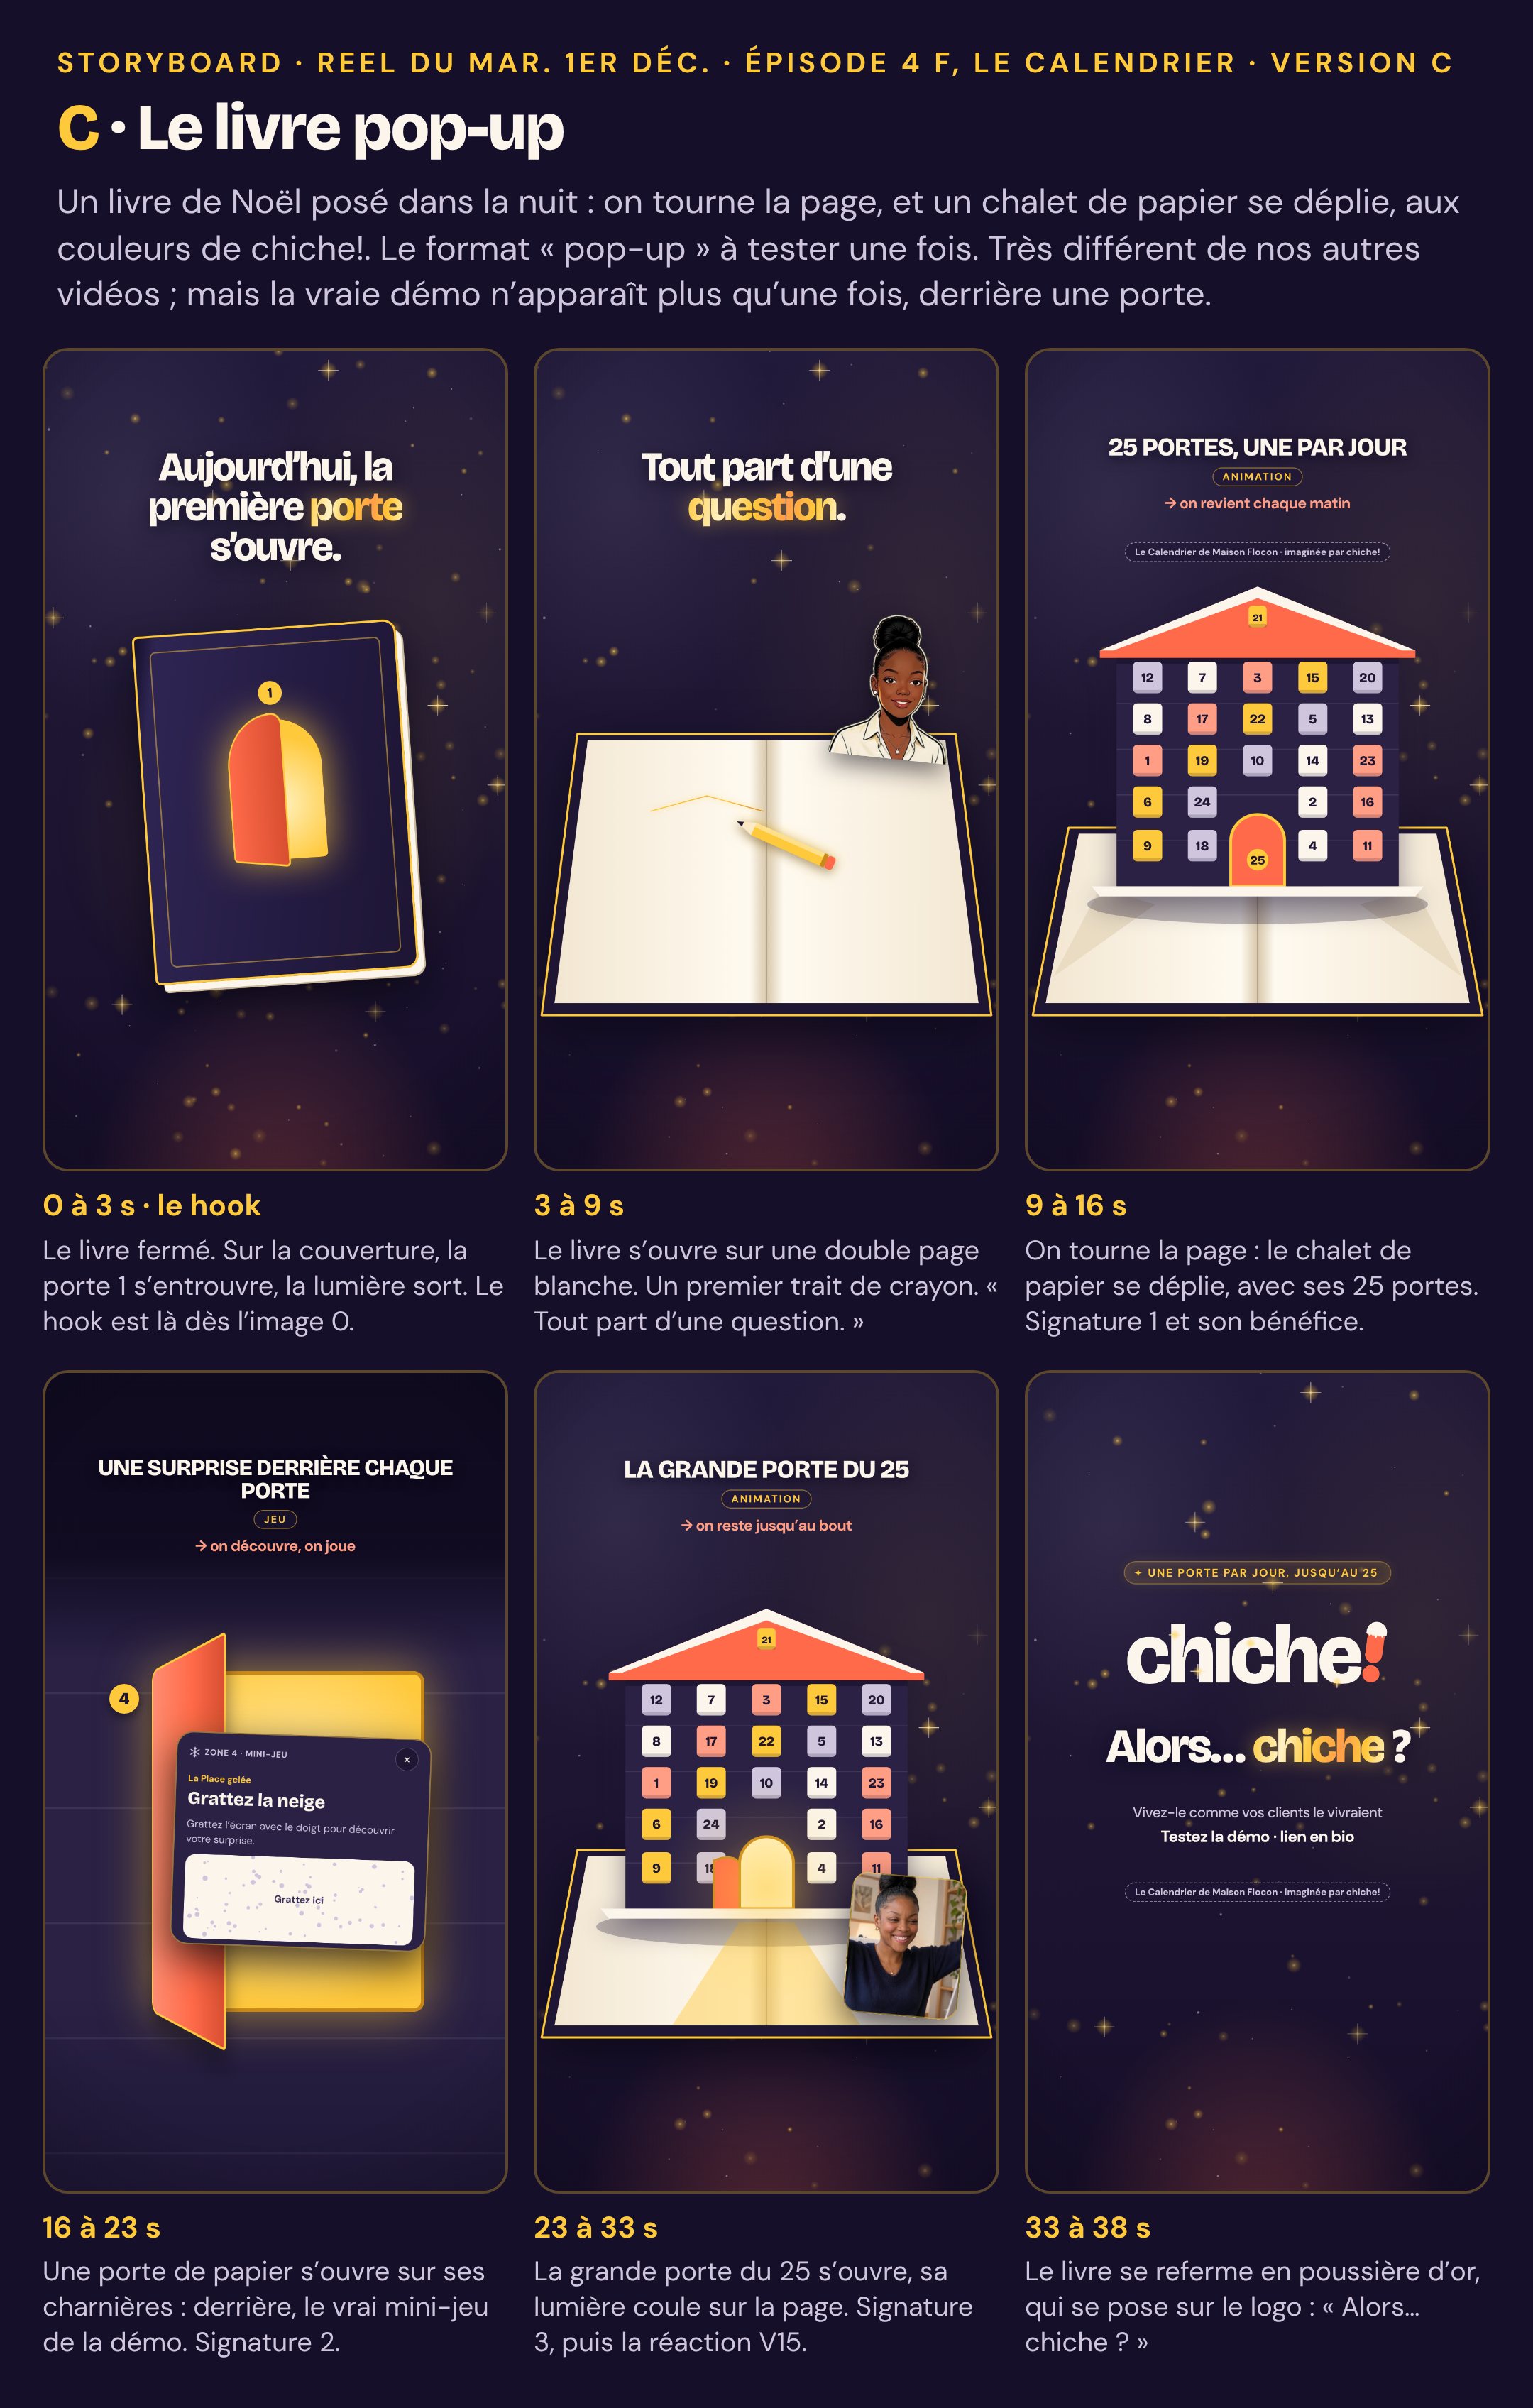 STORYBOARD · REEL DU MAR. 1ER DÉC. · ÉPISODE 4 F, LE CALENDRIER · VERSION C
C · Le livre pop-up
Un livre de Noël posé dans la nuit : on tourne la page, et un chalet de papier se déplie, aux
couleurs de chiche!. Le format « pop-up » à tester une fois. Très différent de nos autres
vidéos ; mais la vraie démo n’apparaît plus qu’une fois, derrière une porte.
Aujourd’hui, la
première porte
s’ouvre.
1
0 à 3 s · le hook
Le livre fermé. Sur la couverture, la
porte 1 s’entrouvre, la lumière sort. Le
hook est là dès l’image 0.
Tout part d’une
question.
3 à 9 s
Le livre s’ouvre sur une double page
blanche. Un premier trait de crayon. «
Tout part d’une question. »
25 PORTES, UNE PAR JOUR
ANIMATION
→ on revient chaque matin
Le Calendrier de Maison Flocon · imaginée par chiche!
21
12 7 3 15 20
8 17 22 5 13
1 19 10 14 23
6 24 2 16
9 18 25 4 11
9 à 16 s
On tourne la page : le chalet de
papier se déplie, avec ses 25 portes.
Signature 1 et son bénéfice.
UNE SURPRISE DERRIÈRE CHAQUE
PORTE
JEU
→ on découvre, on joue
4
ZONE 4 · MINI-JEU
×
La Place gelée
Grattez la neige
Grattez l’écran avec le doigt pour découvrir
votre surprise.
Grattez ici
16 à 23 s
Une porte de papier s’ouvre sur ses
charnières : derrière, le vrai mini-jeu
de la démo. Signature 2.
LA GRANDE PORTE DU 25
ANIMATION
→ on reste jusqu’au bout
21
12 7 3 15 20
8 17 22 5 13
1 19 10 14 23
6 24 2 16
9 18 4 11
23 à 33 s
La grande porte du 25 s’ouvre, sa
lumière coule sur la page. Signature
3, puis la réaction V15.
✦ UNE PORTE PAR JOUR, JUSQU’AU 25
chiche!
Alors... chiche ?
Vivez-le comme vos clients le vivraient
Testez la démo · lien en bio
Le Calendrier de Maison Flocon · imaginée par chiche!
33 à 38 s
Le livre se referme en poussière d’or,
qui se pose sur le logo : « Alors...
chiche ? »